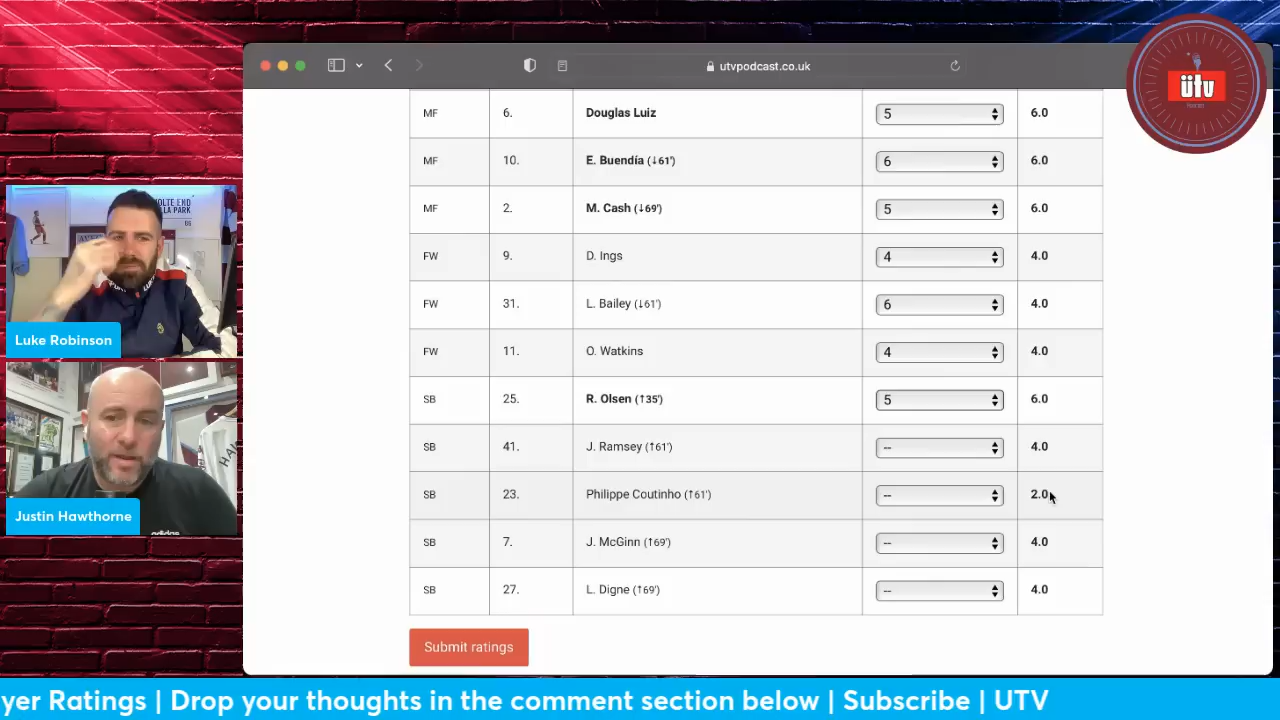 utvpodcast.co.uk
ütv
MF 6. Douglas Luiz 5 6.0
MF 10. E. Buendía (↓61') 6 6.0
MF 2. M. Cash (↓69') 5 6.0
FW 9. D. Ings 4 4.0
FW 31. L. Bailey (↓61') 6 4.0
FW 11. O. Watkins 4 4.0
SB 25. R. Olsen (↑35') 5 6.0
SB 41. J. Ramsey (↑61') -- 4.0
SB 23. Philippe Coutinho (↑61') -- 2.0
SB 7. J. McGinn (↑69') -- 4.0
SB 27. L. Digne (↑69') -- 4.0
Submit ratings
Luke Robinson
adidas
Justin Hawthorne
yer Ratings | Drop your thoughts in the comment section below | Subscribe | UTV